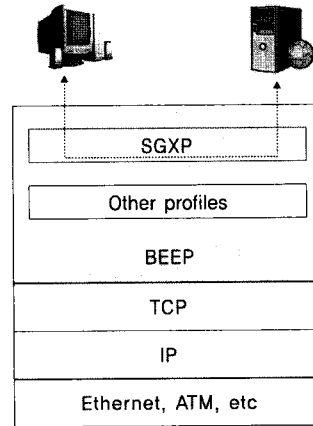 SGXP
Other profiles
BEEP
TCP
IP
Ethernet, ATM, etc